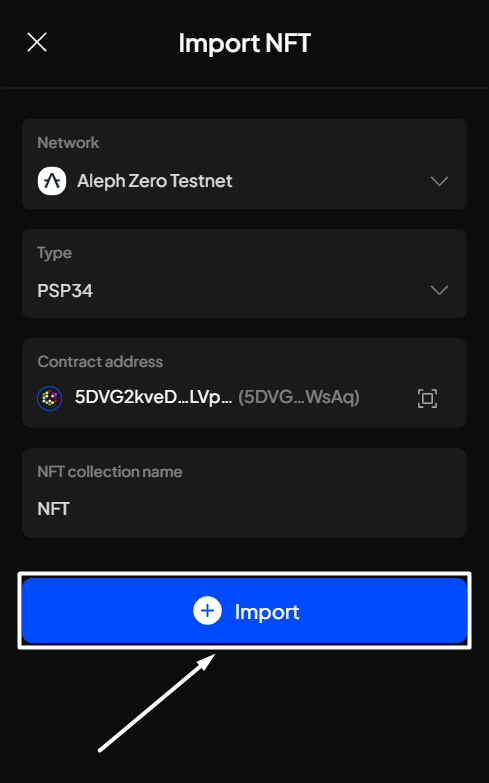 Import NFT
Network
Aleph Zero Testnet
Type
PSP34
Contract address
5DVG2kveD...LVp... (5DVG...WsAq)
NFT collection name
NFT
Import